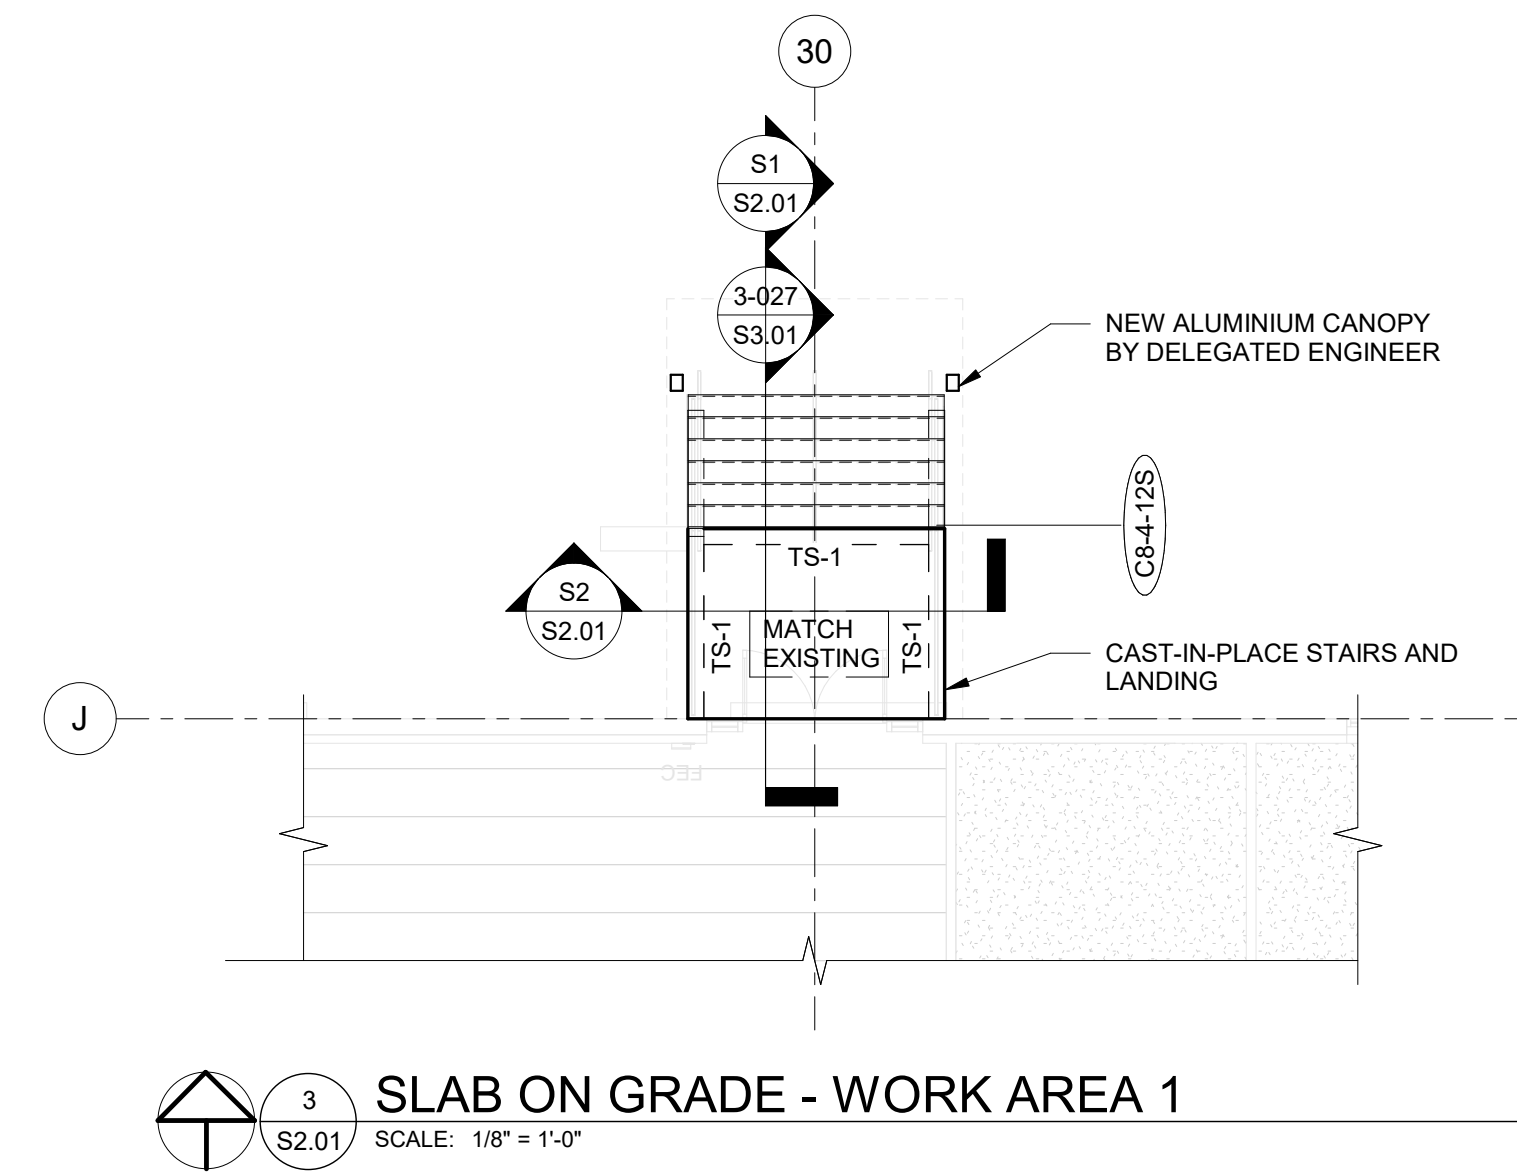 30
S1
S2.01
3-027
S3.01
NEW ALUMINIUM CANOPY
BY DELEGATED ENGINEER
C8-4-12S
TS-1
S2
S2.01
TS-1
MATCH
EXISTING
TS-1
CAST-IN-PLACE STAIRS AND
LANDING
J
FEC
3
S2.01
SLAB ON GRADE - WORK AREA 1
SCALE: 1/8" = 1'-0"